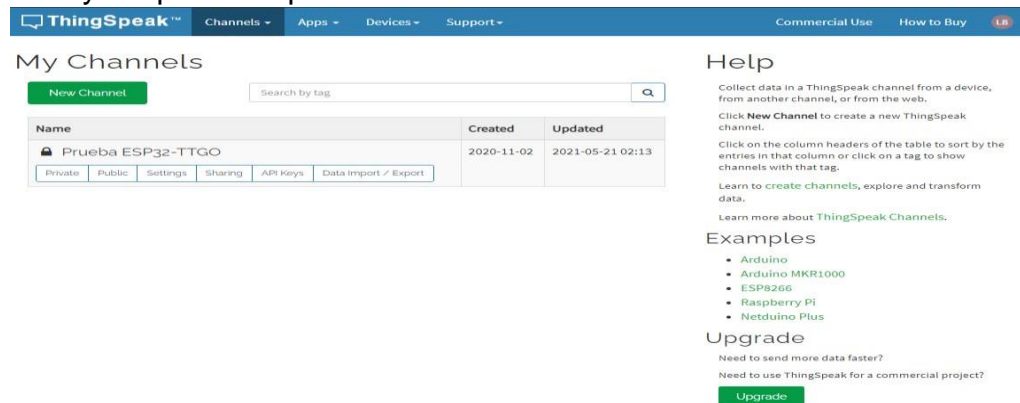 ThingSpeak™ Channels Apps Devices Support Commercial Use How to Buy LB
My Channels
New Channel Search by tag
Name Created Updated
Prueba ESP32-TTGO 2020-11-02 2021-05-21 02:13
Private Public Settings Sharing API Keys Data Import / Export
Help
Collect data in a ThingSpeak channel from a device,
from another channel, or from the web.
Click New Channel to create a new ThingSpeak
channel.
Click on the column headers of the table to sort by the
entries in that column or click on a tag to show
channels with that tag.
Learn to create channels, explore and transform
data.
Learn more about ThingSpeak Channels.
Examples
Arduino
Arduino MKR1000
ESP8266
Raspberry Pi
Netduino Plus
Upgrade
Need to send more data faster?
Need to use ThingSpeak for a commercial project?
Upgrade